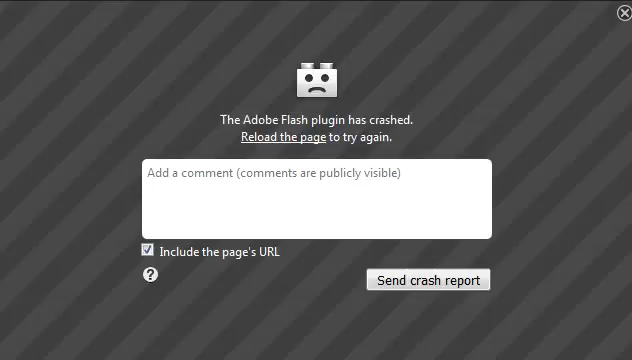 The Adobe Flash plugin has crashed.
Reload the page to try again.
Add a comment (comments are publicly visible)
Include the page's URL
?
Send crash report